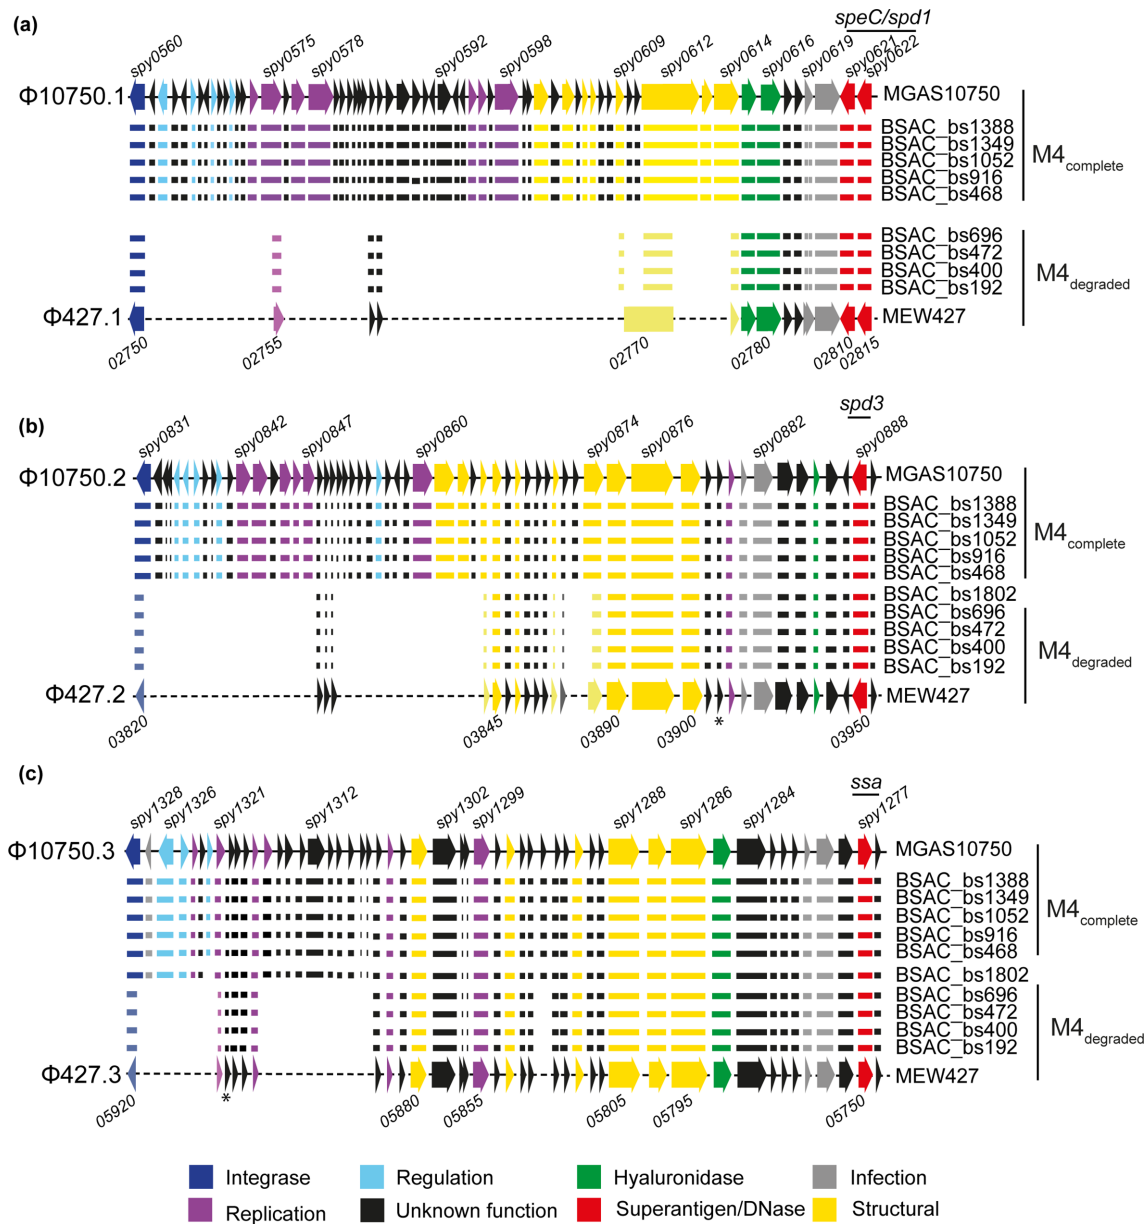 (a)
speC/spd1
spy0560 spy0575 spy0578 spy0592 spy0598 spy0609 spy0612 spy0614 spy0616 spy0619 spy0621 spy0622
Φ10750.1 MGAS10750
BSAC_bs1388
BSAC_bs1349
BSAC_bs1052
BSAC_bs916
BSAC_bs468
M4complete
BSAC_bs696
BSAC_bs472
BSAC_bs400
BSAC_bs192
M4degraded
Φ427.1 MEW427
02750 02755 02770 02780 02810 02815
(b)
spd3
spy0831 spy0842 spy0847 spy0860 spy0874 spy0876 spy0882 spy0888
Φ10750.2 MGAS10750
BSAC_bs1388
BSAC_bs1349
BSAC_bs1052
BSAC_bs916
BSAC_bs468
M4complete
BSAC_bs1802
BSAC_bs696
BSAC_bs472
BSAC_bs400
BSAC_bs192
M4degraded
Φ427.2 MEW427
03820 03845 03890 03900 * 03950
(c)
ssa
spy1328 spy1326 spy1321 spy1312 spy1302 spy1299 spy1288 spy1286 spy1284 spy1277
Φ10750.3 MGAS10750
BSAC_bs1388
BSAC_bs1349
BSAC_bs1052
BSAC_bs916
BSAC_bs468
M4complete
BSAC_bs1802
BSAC_bs696
BSAC_bs472
BSAC_bs400
BSAC_bs192
M4degraded
Φ427.3 MEW427
05920 * 05880 05855 05805 05795 05750
Integrase Regulation Hyaluronidase Infection
Replication Unknown function Superantigen/DNase Structural